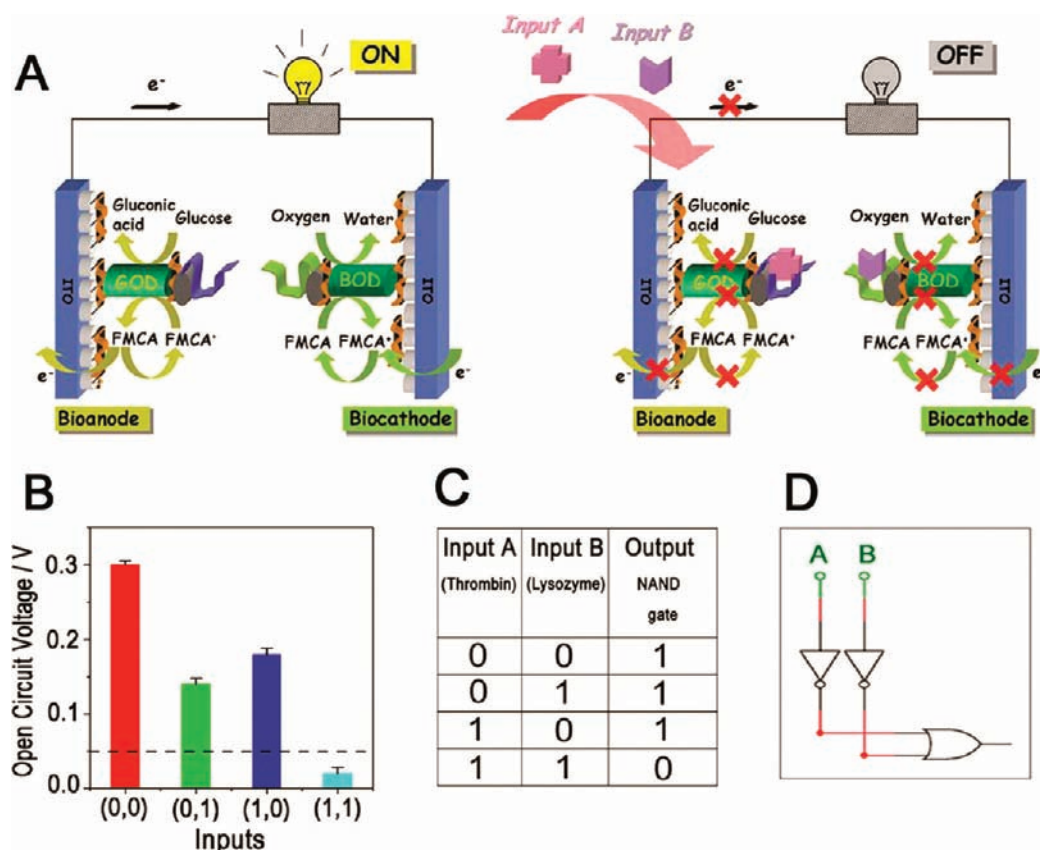 A
e⁻
ON
Input A
Input B
e⁻
OFF
Gluconic acid
Glucose
Oxygen
Water
ITO
GOD
BOD
ITO
FMCA
FMCA⁺
FMCA
FMCA⁺
e⁻
e⁻
Bioanode
Biocathode
Gluconic acid
Glucose
Oxygen
Water
ITO
GOD
BOD
ITO
FMCA
FMCA⁺
FMCA
FMCA⁺
e⁻
e
Bioanode
Biocathode
B
Open Circuit Voltage / V
0.3
0.2
0.1
0.0
(0,0) (0,1) (1,0) (1,1)
Inputs
C
Input A Input B Output
(Thrombin) (Lysozyme) NAND
gate
0 0 1
0 1 1
1 0 1
1 1 0
D
A B